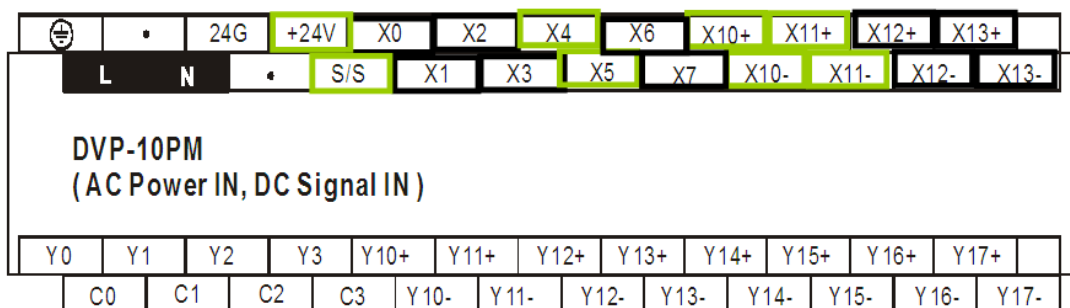 24G +24V X0 X2 X4 X6 X10+ X11+ X12+ X13+
L N S/S X1 X3 X5 X7 X10- X11- X12- X13-
DVP-10PM
( AC Power IN, DC Signal IN )
Y0 Y1 Y2 Y3 Y10+ Y11+ Y12+ Y13+ Y14+ Y15+ Y16+ Y17+
C0 C1 C2 C3 Y10- Y11- Y12- Y13- Y14- Y15- Y16- Y17-